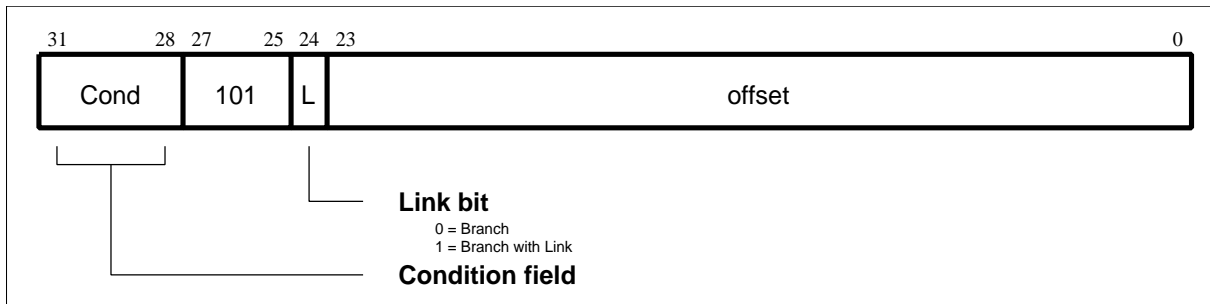 31 28 27 25 24 23 0
Cond 101 L offset
Link bit
0 = Branch
1 = Branch with Link
Condition field